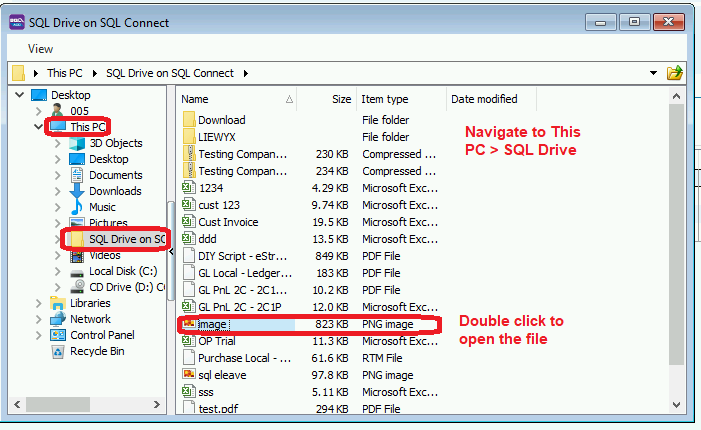 SQL Drive on SQL Connect
View
This PC SQL Drive on SQL Connect
Desktop
005
This PC
3D Objects
Desktop
Documents
Downloads
Music
Pictures
SQL Drive on SQ
Videos
Local Disk (C:)
CD Drive (D:) CC
Libraries
Network
Control Panel
Recycle Bin
Name Size Item type Date modified
Download File folder
LIEWYX File folder
Testing Compan... 230 KB Compressed ...
Testing Compan... 234 KB Compressed ...
1234 4.29 KB Microsoft Exc...
cust 123 9.74 KB Microsoft Exc...
Cust Invoice 19.5 KB Microsoft Exc...
ddd 13.5 KB Microsoft Exc...
DIY Script - eStr... 849 KB PDF File
GL Local - Ledger... 183 KB PDF File
GL PnL 2C - 2C1... 10.2 KB PDF File
GL PnL 2C - 2C1P 12.0 KB Microsoft Exc...
image 823 KB PNG image
OP Trial 11.3 KB Microsoft Exc...
Purchase Local - ... 61.6 KB RTM File
sql eleave 97.8 KB PNG image
sss 5.11 KB Microsoft Exc...
test.pdf 294 KB PDF File
Navigate to This
PC > SQL Drive
Double click to
open the file